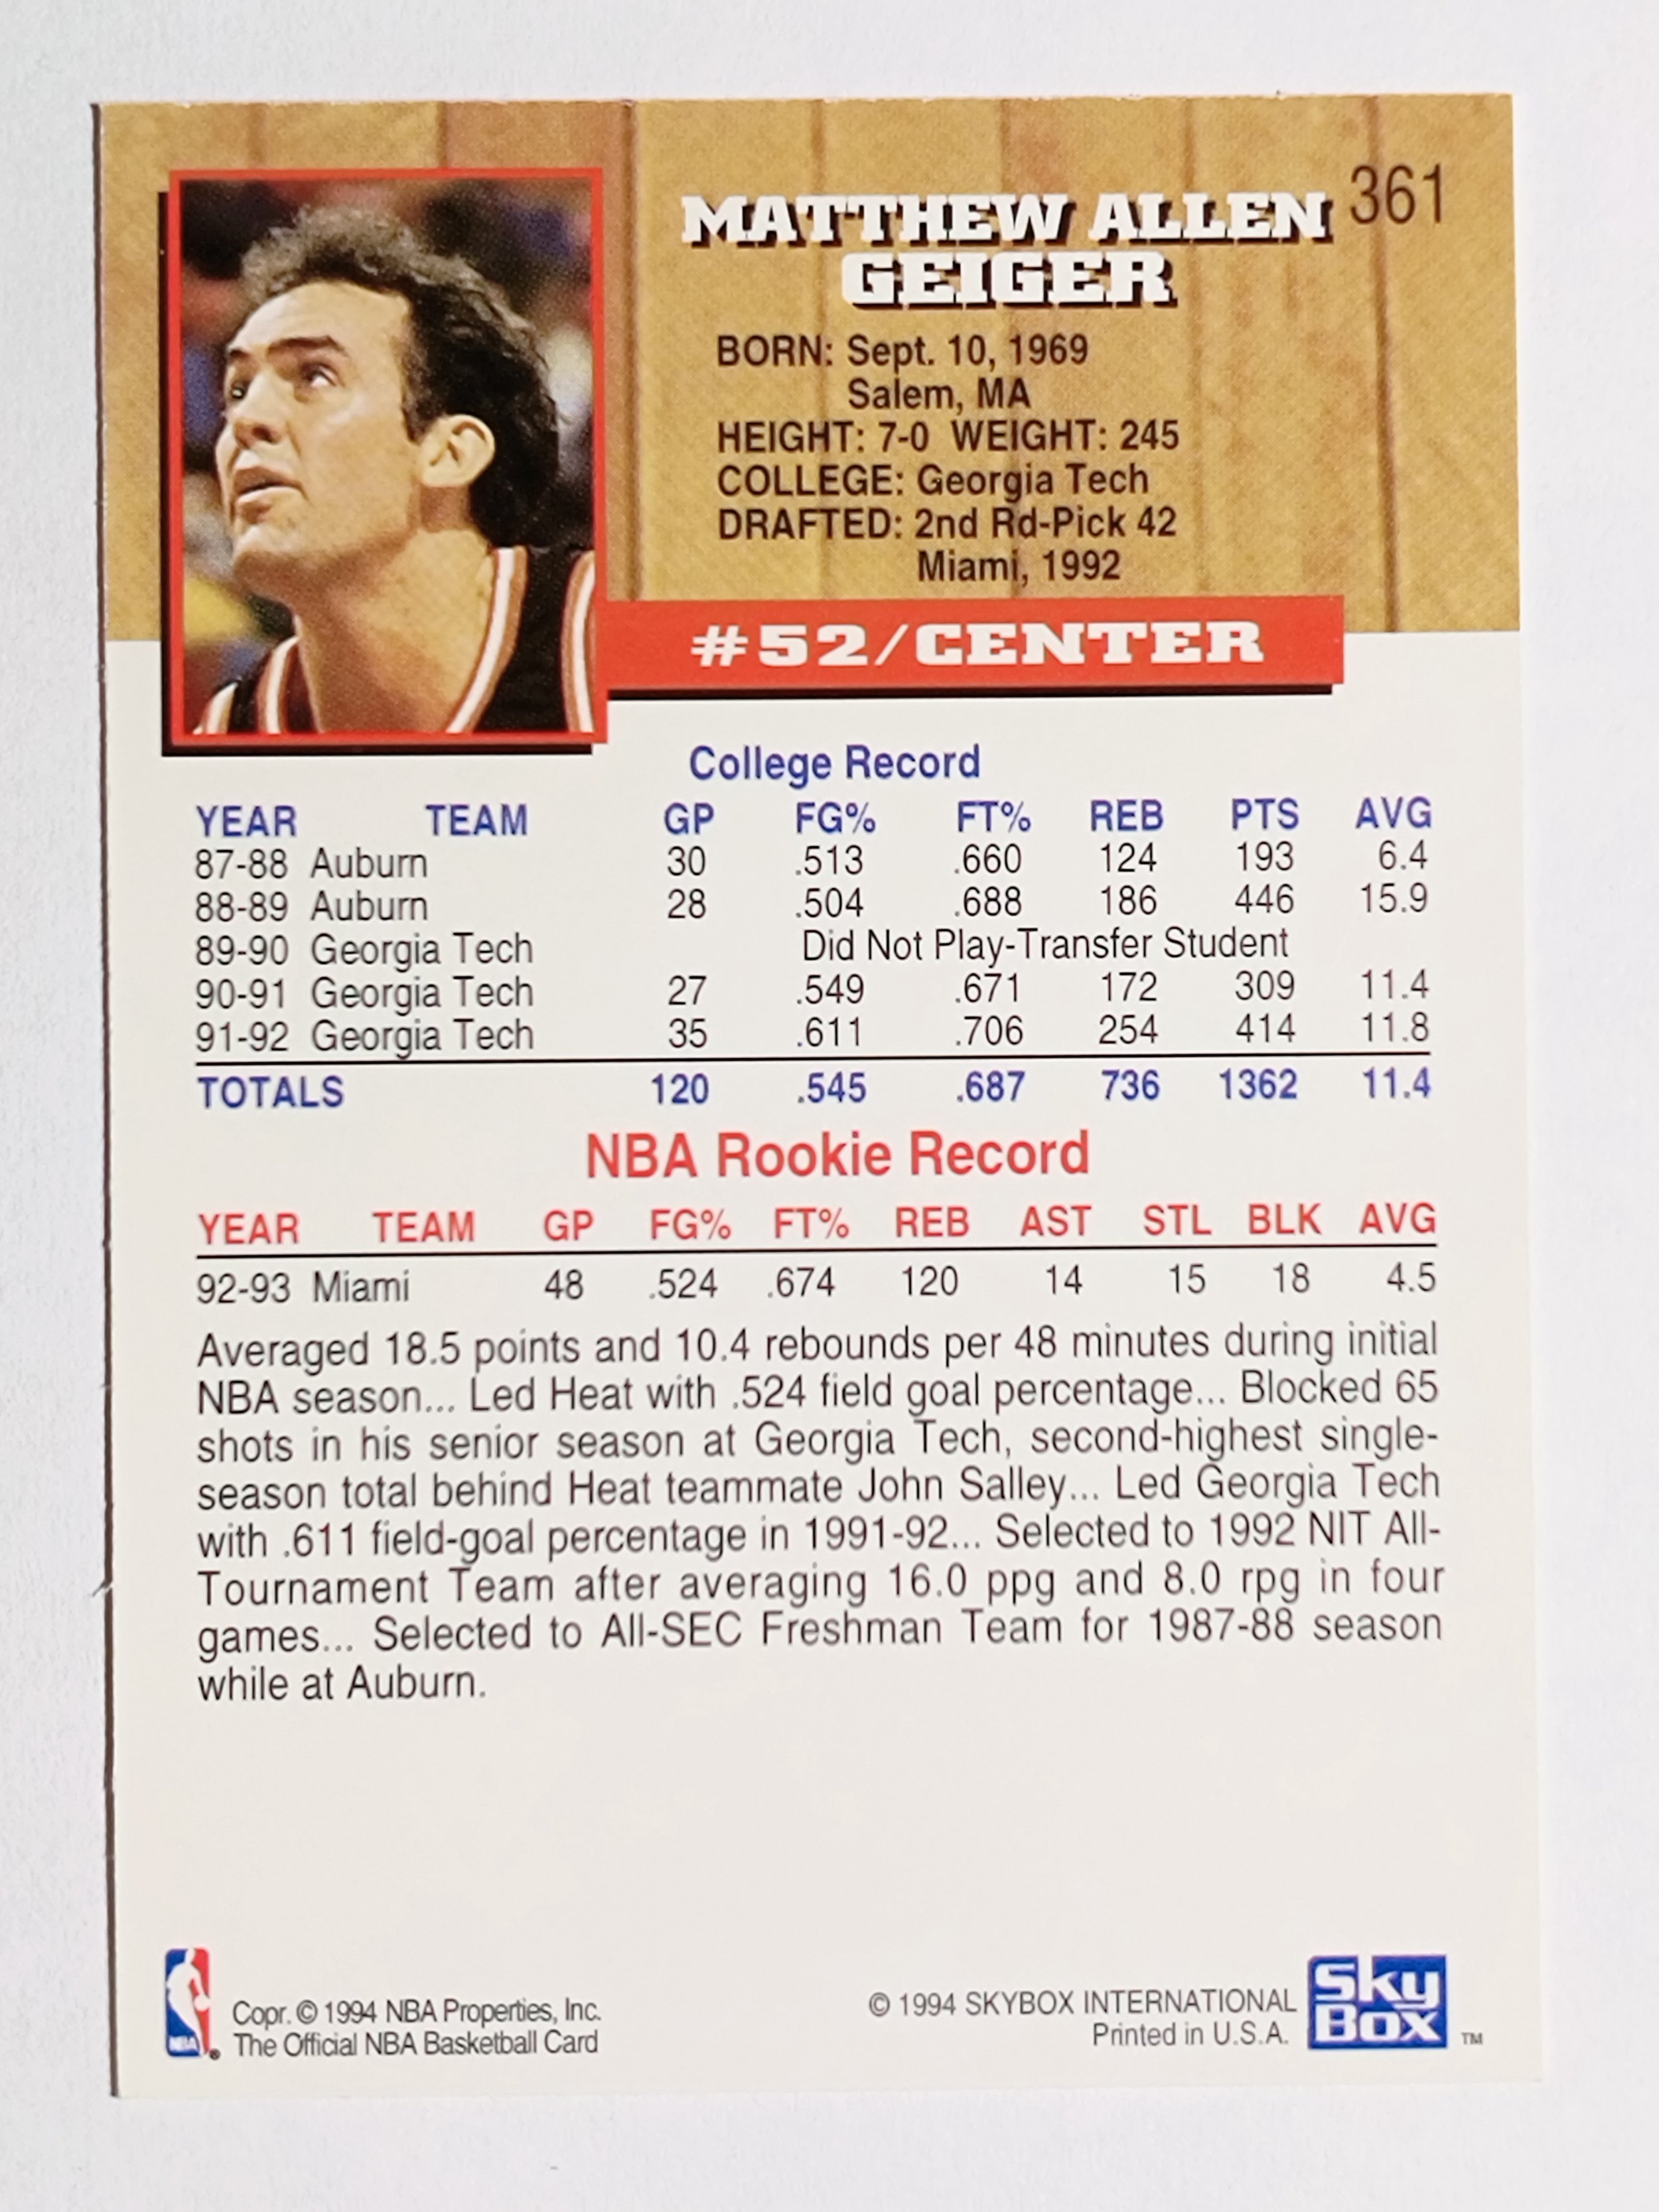 361
MATTHEW ALLEN
GEIGER
BORN: Sept. 10, 1969
Salem, MA
HEIGHT: 7-0 WEIGHT: 245
COLLEGE: Georgia Tech
DRAFTED: 2nd Rd-Pick 42
Miami, 1992
#52/CENTER
College Record
YEAR TEAM GP FG% FT% REB PTS AVG
87-88 Auburn 30 .513 .660 124 193 6.4
88-89 Auburn 28 .504 .688 186 446 15.9
89-90 Georgia Tech Did Not Play-Transfer Student
90-91 Georgia Tech 27 .549 .671 172 309 11.4
91-92 Georgia Tech 35 .611 .706 254 414 11.8
TOTALS 120 .545 .687 736 1362 11.4
NBA Rookie Record
YEAR TEAM GP FG% FT% REB AST STL BLK AVG
92-93 Miami 48 .524 .674 120 14 15 18 4.5
Averaged 18.5 points and 10.4 rebounds per 48 minutes during initial
NBA season... Led Heat with .524 field goal percentage... Blocked 65
shots in his senior season at Georgia Tech, second-highest single-
season total behind Heat teammate John Salley... Led Georgia Tech
with .611 field-goal percentage in 1991-92... Selected to 1992 NIT All-
Tournament Team after averaging 16.0 ppg and 8.0 rpg in four
games... Selected to All-SEC Freshman Team for 1987-88 season
while at Auburn.
NBA ®
Copr. © 1994 NBA Properties, Inc.
The Official NBA Basketball Card
© 1994 SKYBOX INTERNATIONAL
Printed in U.S.A.
Sky
Box ™